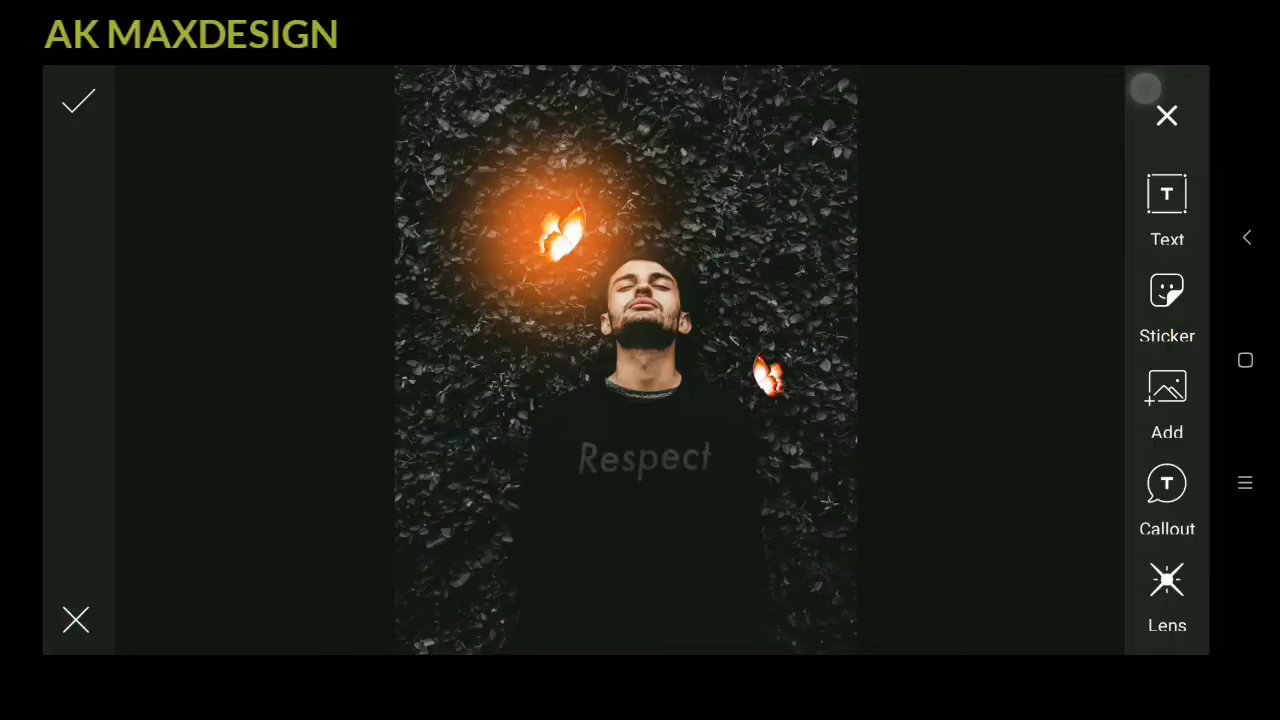 AK MAXDESIGN
T
Text
Sticker
Add
T
Callout
Lens
Respect